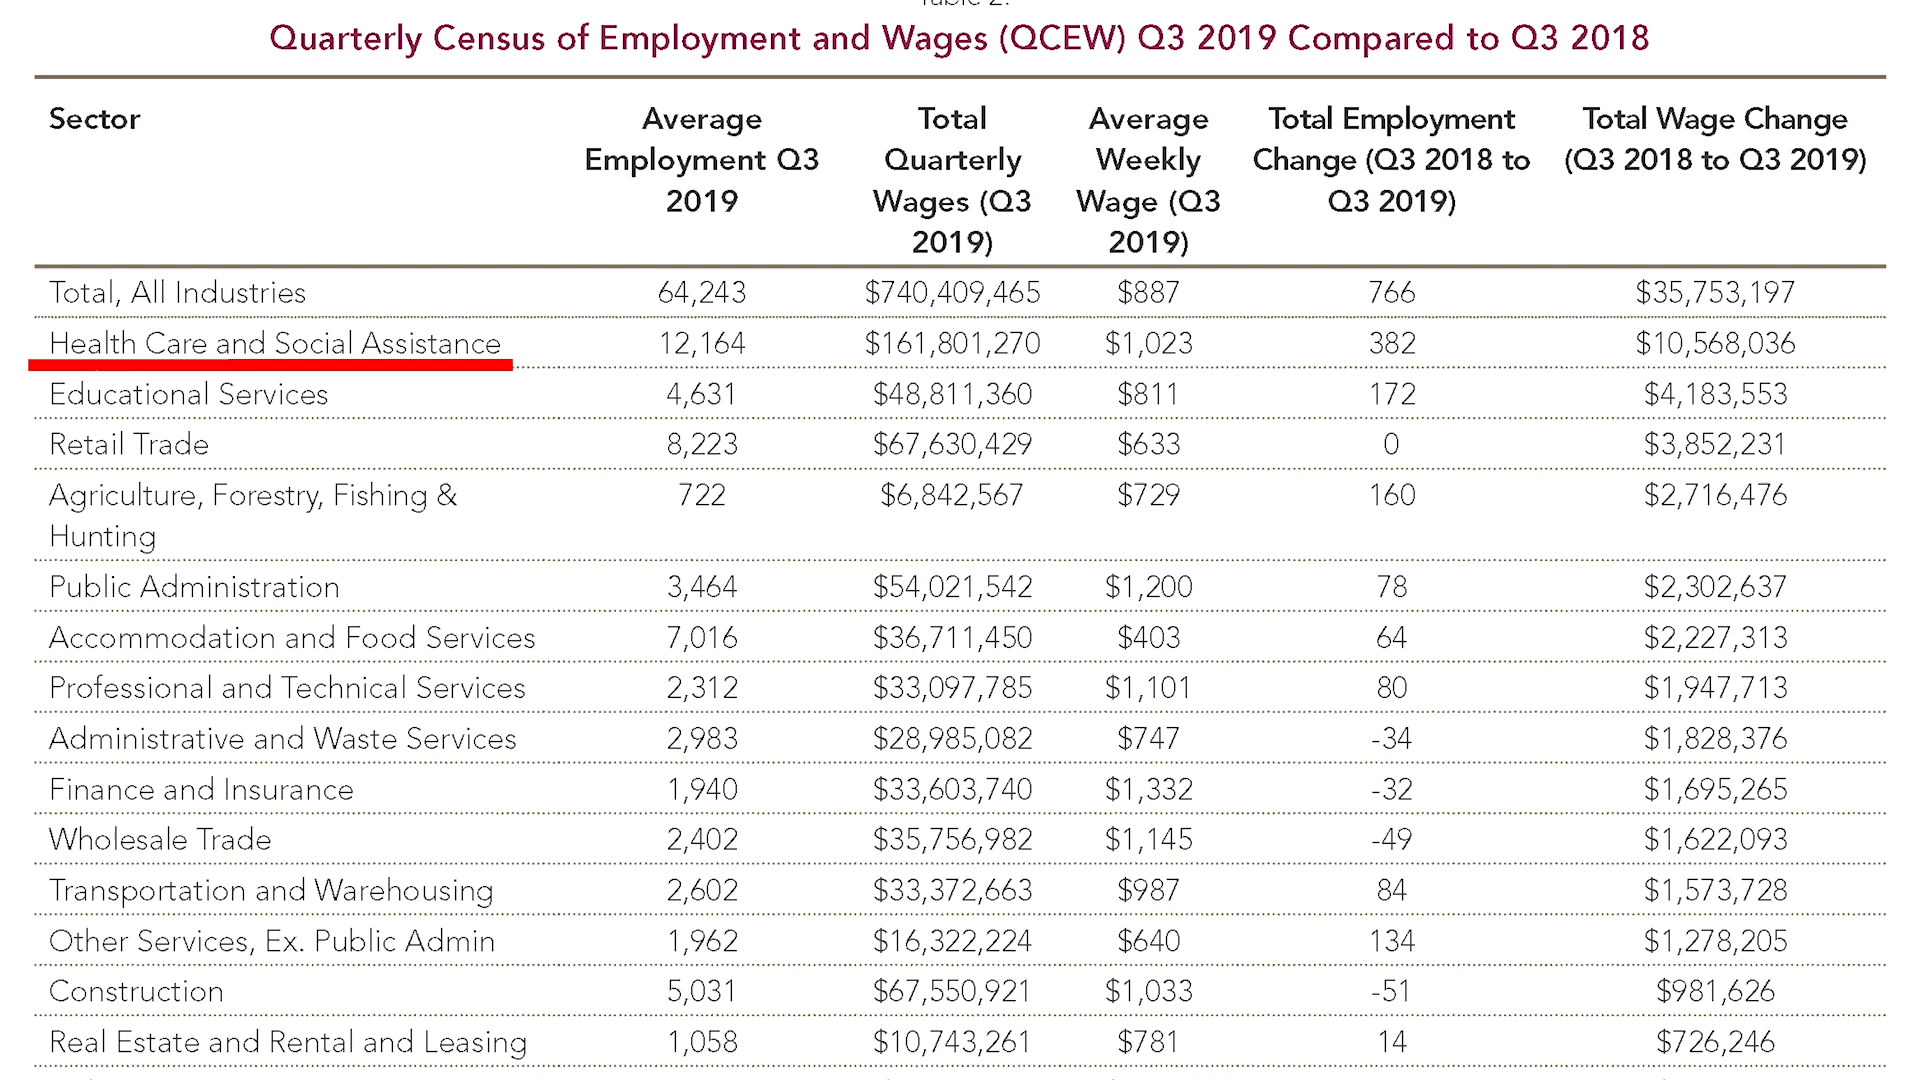 Table 2.
Quarterly Census of Employment and Wages (QCEW) Q3 2019 Compared to Q3 2018
Sector Average Employment Q3 2019 Total Quarterly Wages (Q3 2019) Average Weekly Wage (Q3 2019) Total Employment Change (Q3 2018 to Q3 2019) Total Wage Change (Q3 2018 to Q3 2019)
Total, All Industries 64,243 $740,409,465 $887 766 $35,753,197
Health Care and Social Assistance 12,164 $161,801,270 $1,023 382 $10,568,036
Educational Services 4,631 $48,811,360 $811 172 $4,183,553
Retail Trade 8,223 $67,630,429 $633 0 $3,852,231
Agriculture, Forestry, Fishing & Hunting 722 $6,842,567 $729 160 $2,716,476
Public Administration 3,464 $54,021,542 $1,200 78 $2,302,637
Accommodation and Food Services 7,016 $36,711,450 $403 64 $2,227,313
Professional and Technical Services 2,312 $33,097,785 $1,101 80 $1,947,713
Administrative and Waste Services 2,983 $28,985,082 $747 -34 $1,828,376
Finance and Insurance 1,940 $33,603,740 $1,332 -32 $1,695,265
Wholesale Trade 2,402 $35,756,982 $1,145 -49 $1,622,093
Transportation and Warehousing 2,602 $33,372,663 $987 84 $1,573,728
Other Services, Ex. Public Admin 1,962 $16,322,224 $640 134 $1,278,205
Construction 5,031 $67,550,921 $1,033 -51 $981,626
Real Estate and Rental and Leasing 1,058 $10,743,261 $781 14 $726,246